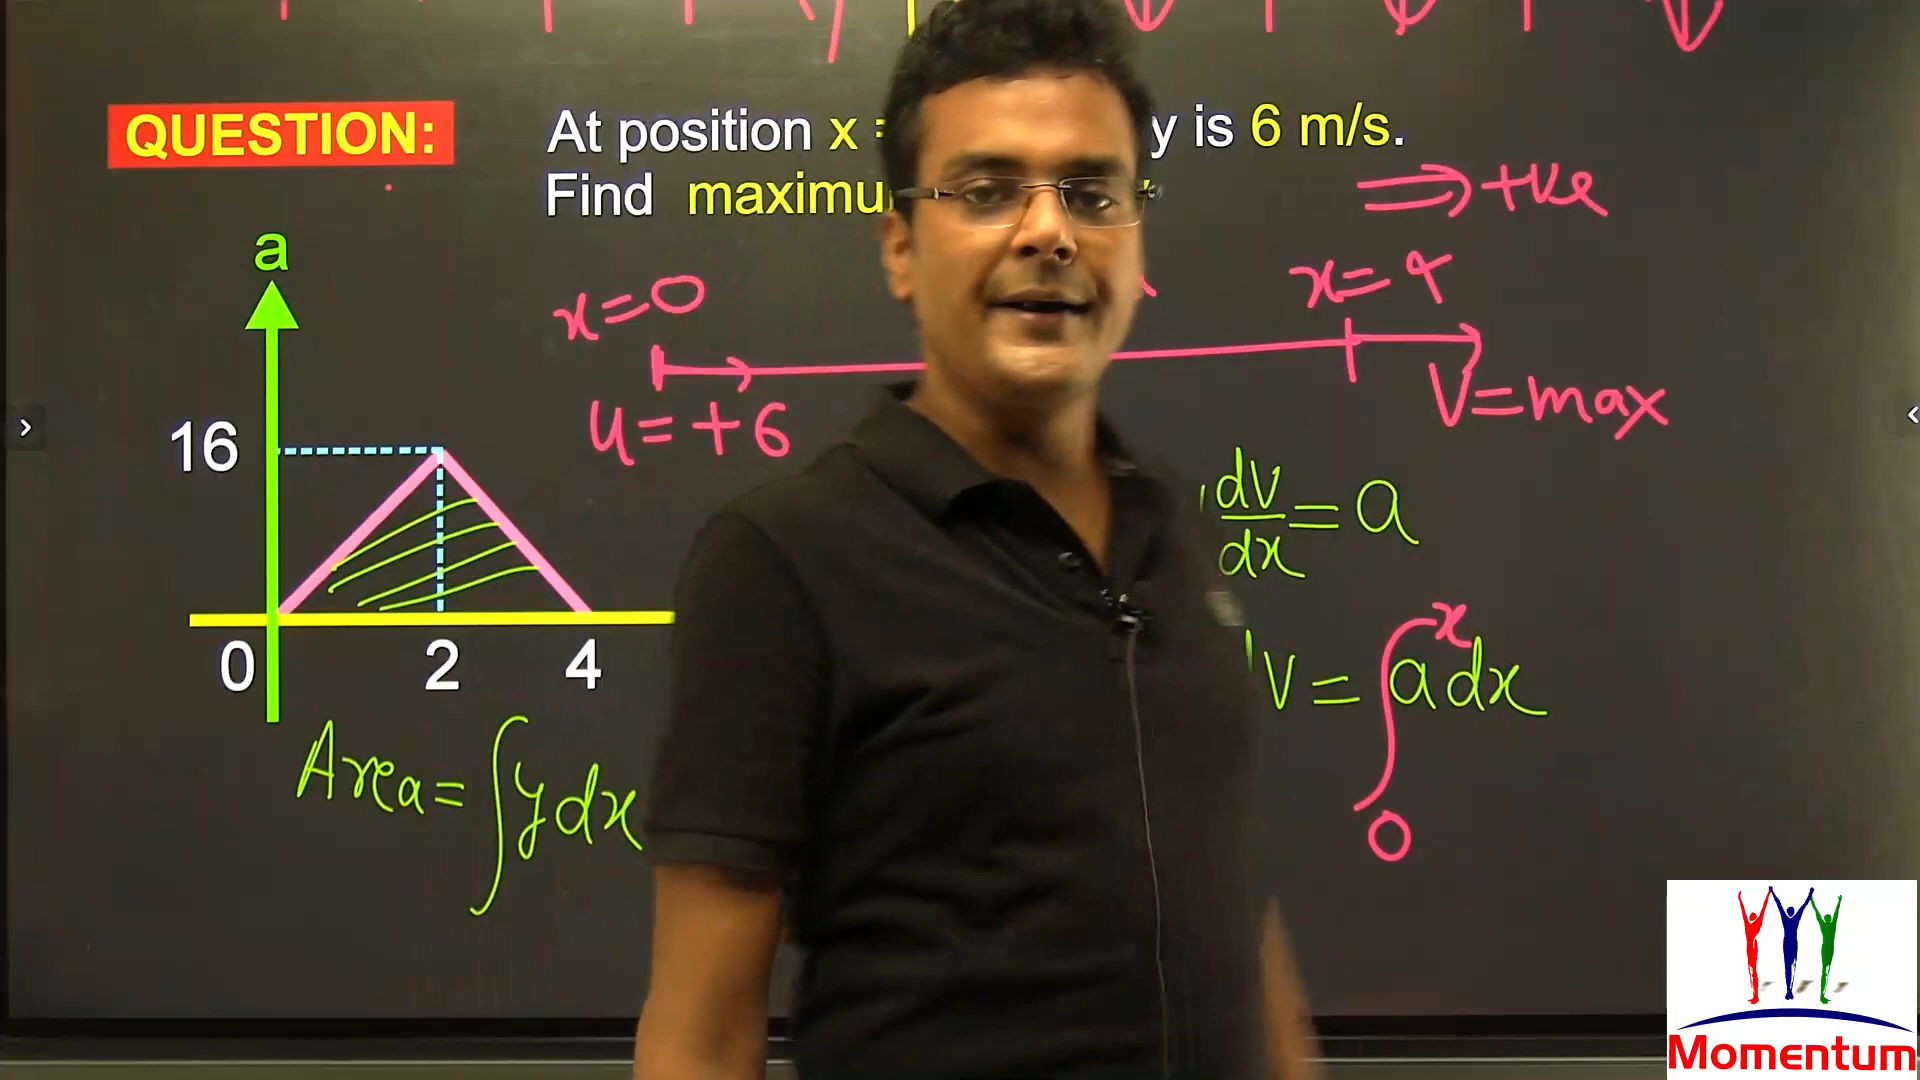 QUESTION:
At position x = y is 6 m/s.
Find maximu
⇒ +ve
a
x=0
x=4
u=+6
V=max
16
dV/dx = a
0 2 4
V = ∫₀ˣ a dx
Area = ∫y dx
Momentum